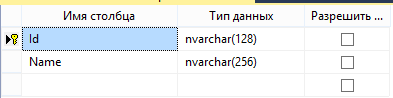 Имя столбца Тип данных Разрешить ...
Id nvarchar(128)
Name nvarchar(256)